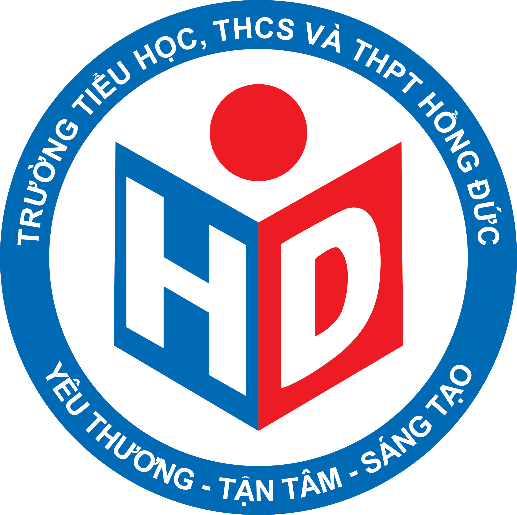 TRƯỜNG TIỂU HỌC, THCS VÀ THPT HỒNG ĐỨC
HD
YÊU THƯƠNG - TẬN TÂM - SÁNG TẠO